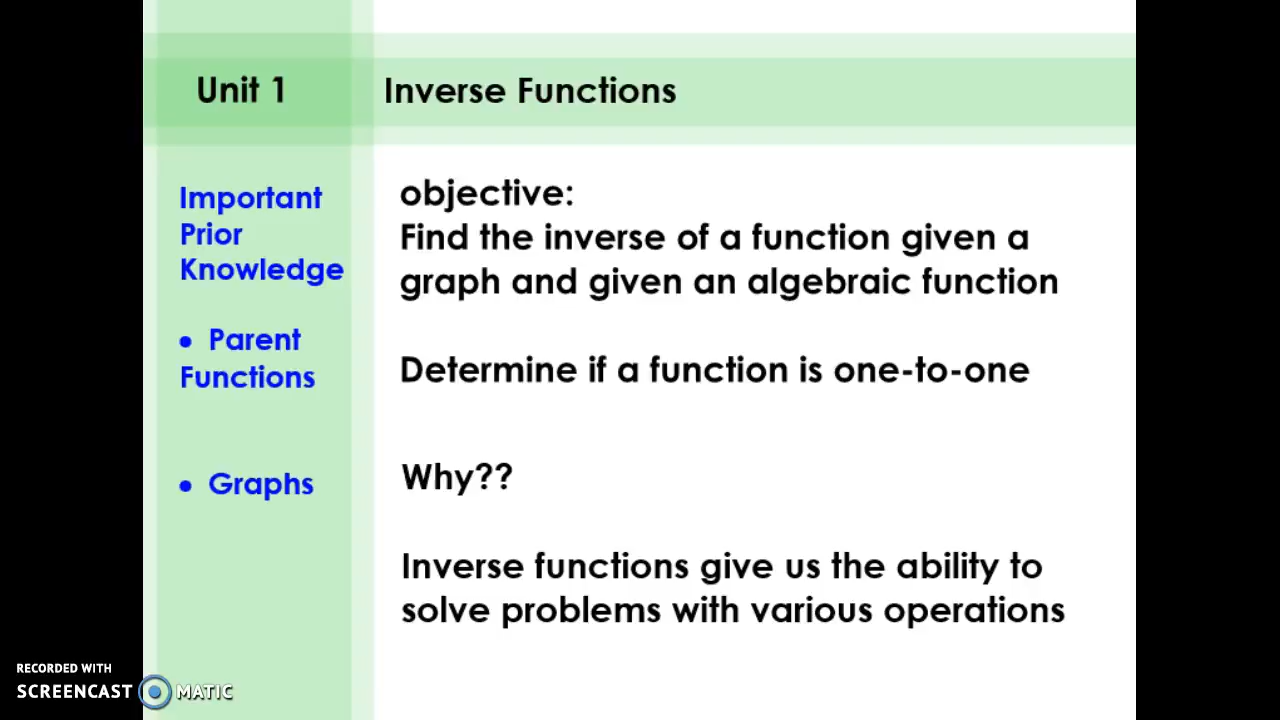 Unit 1
Inverse Functions
Important
Prior
Knowledge
• Parent
Functions
• Graphs
objective:
Find the inverse of a function given a
graph and given an algebraic function
Determine if a function is one-to-one
Why??
Inverse functions give us the ability to
solve problems with various operations
RECORDED WITH
SCREENCAST MATIC